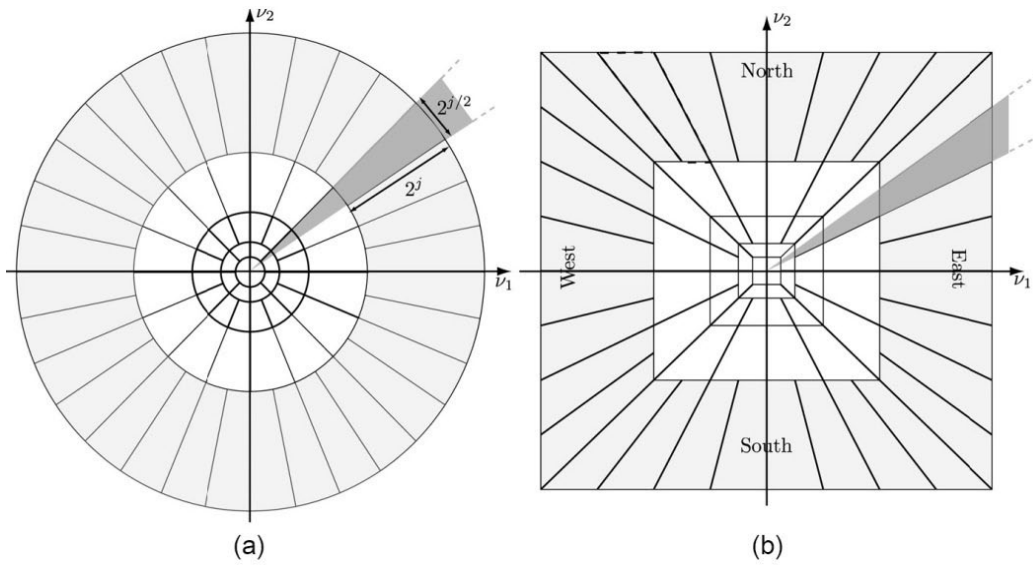 ν₂
2^{j/2}
2^j
ν₁
(a)
ν₂
North
West
East
ν₁
South
(b)